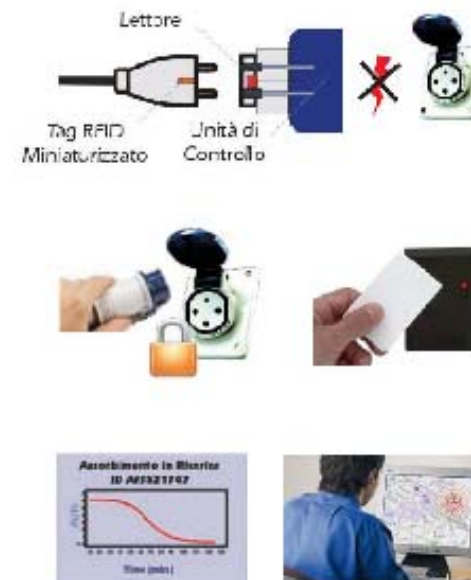 Lettore
Tag RFID
Miniaturizzato
Unità di
Controllo
Assorbimento in Ricarica
Time (min.)